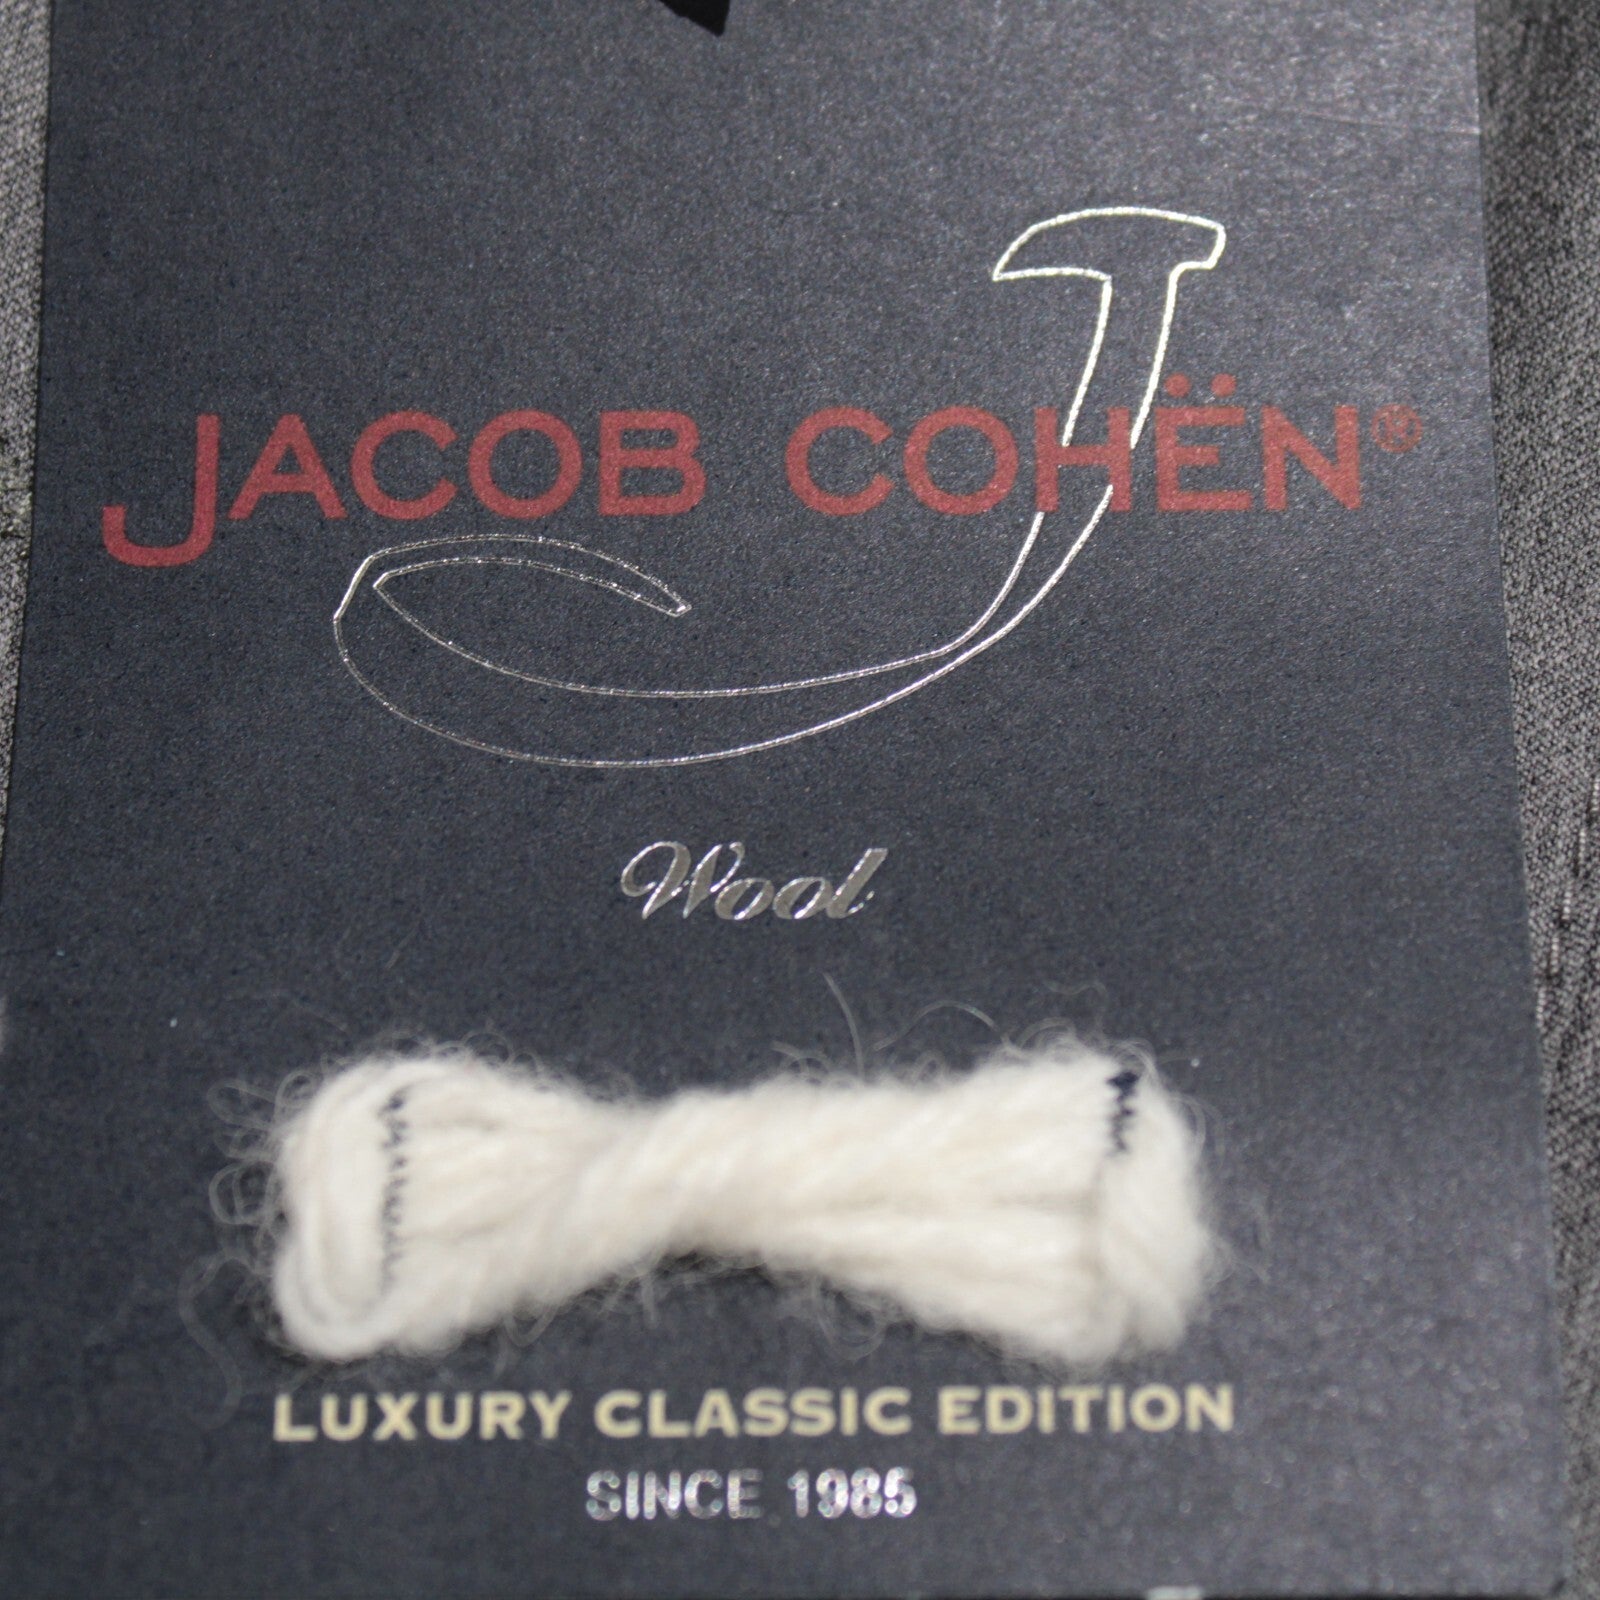 JACOB COHËN®
Wool
LUXURY CLASSIC EDITION
SINCE 1985